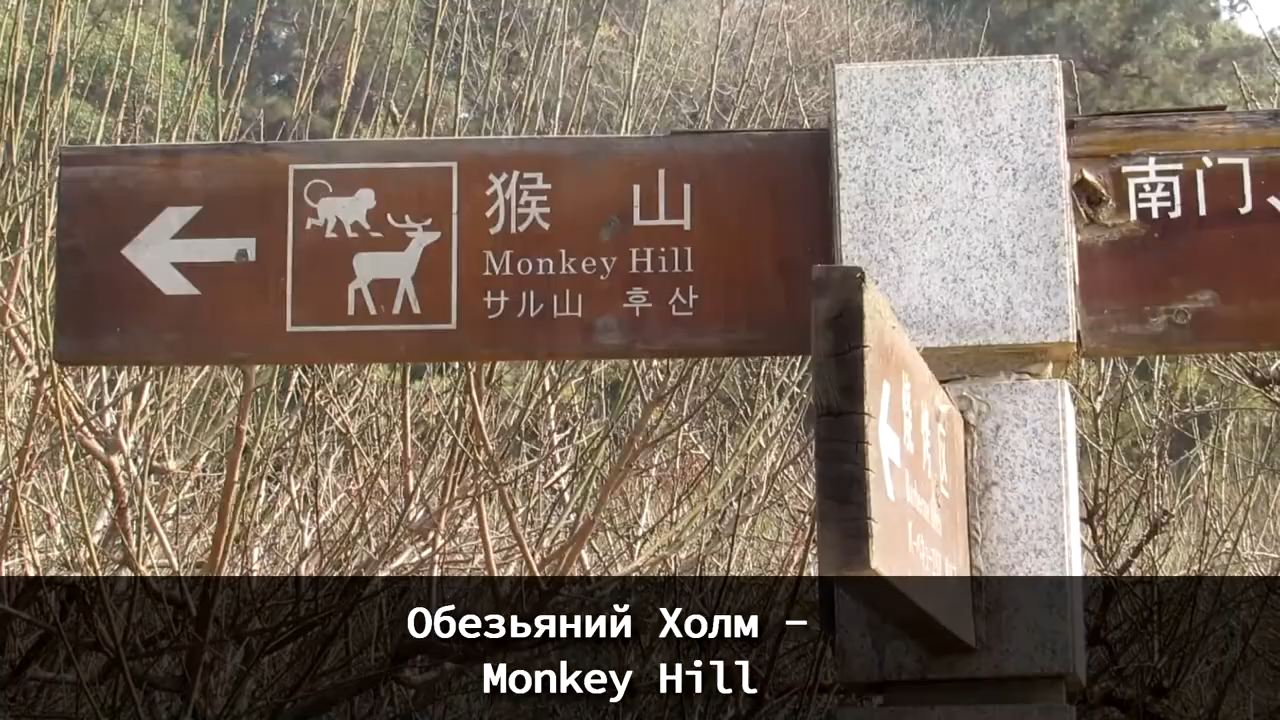 猴 山
Monkey Hill
サル山 후 산
南门、
Обезьяний Холм –
Monkey Hill